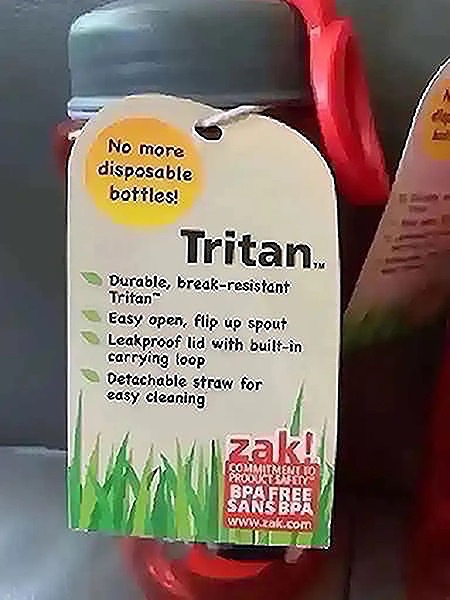 No more
disposable
bottles!
Tritan™
Durable, break-resistant
Tritan™
Easy open, flip up spout
Leakproof lid with built-in
carrying loop
Detachable straw for
easy cleaning
zak!
COMMITMENT TO
PRODUCT SAFETY
BPA FREE
SANS BPA
www.zak.com